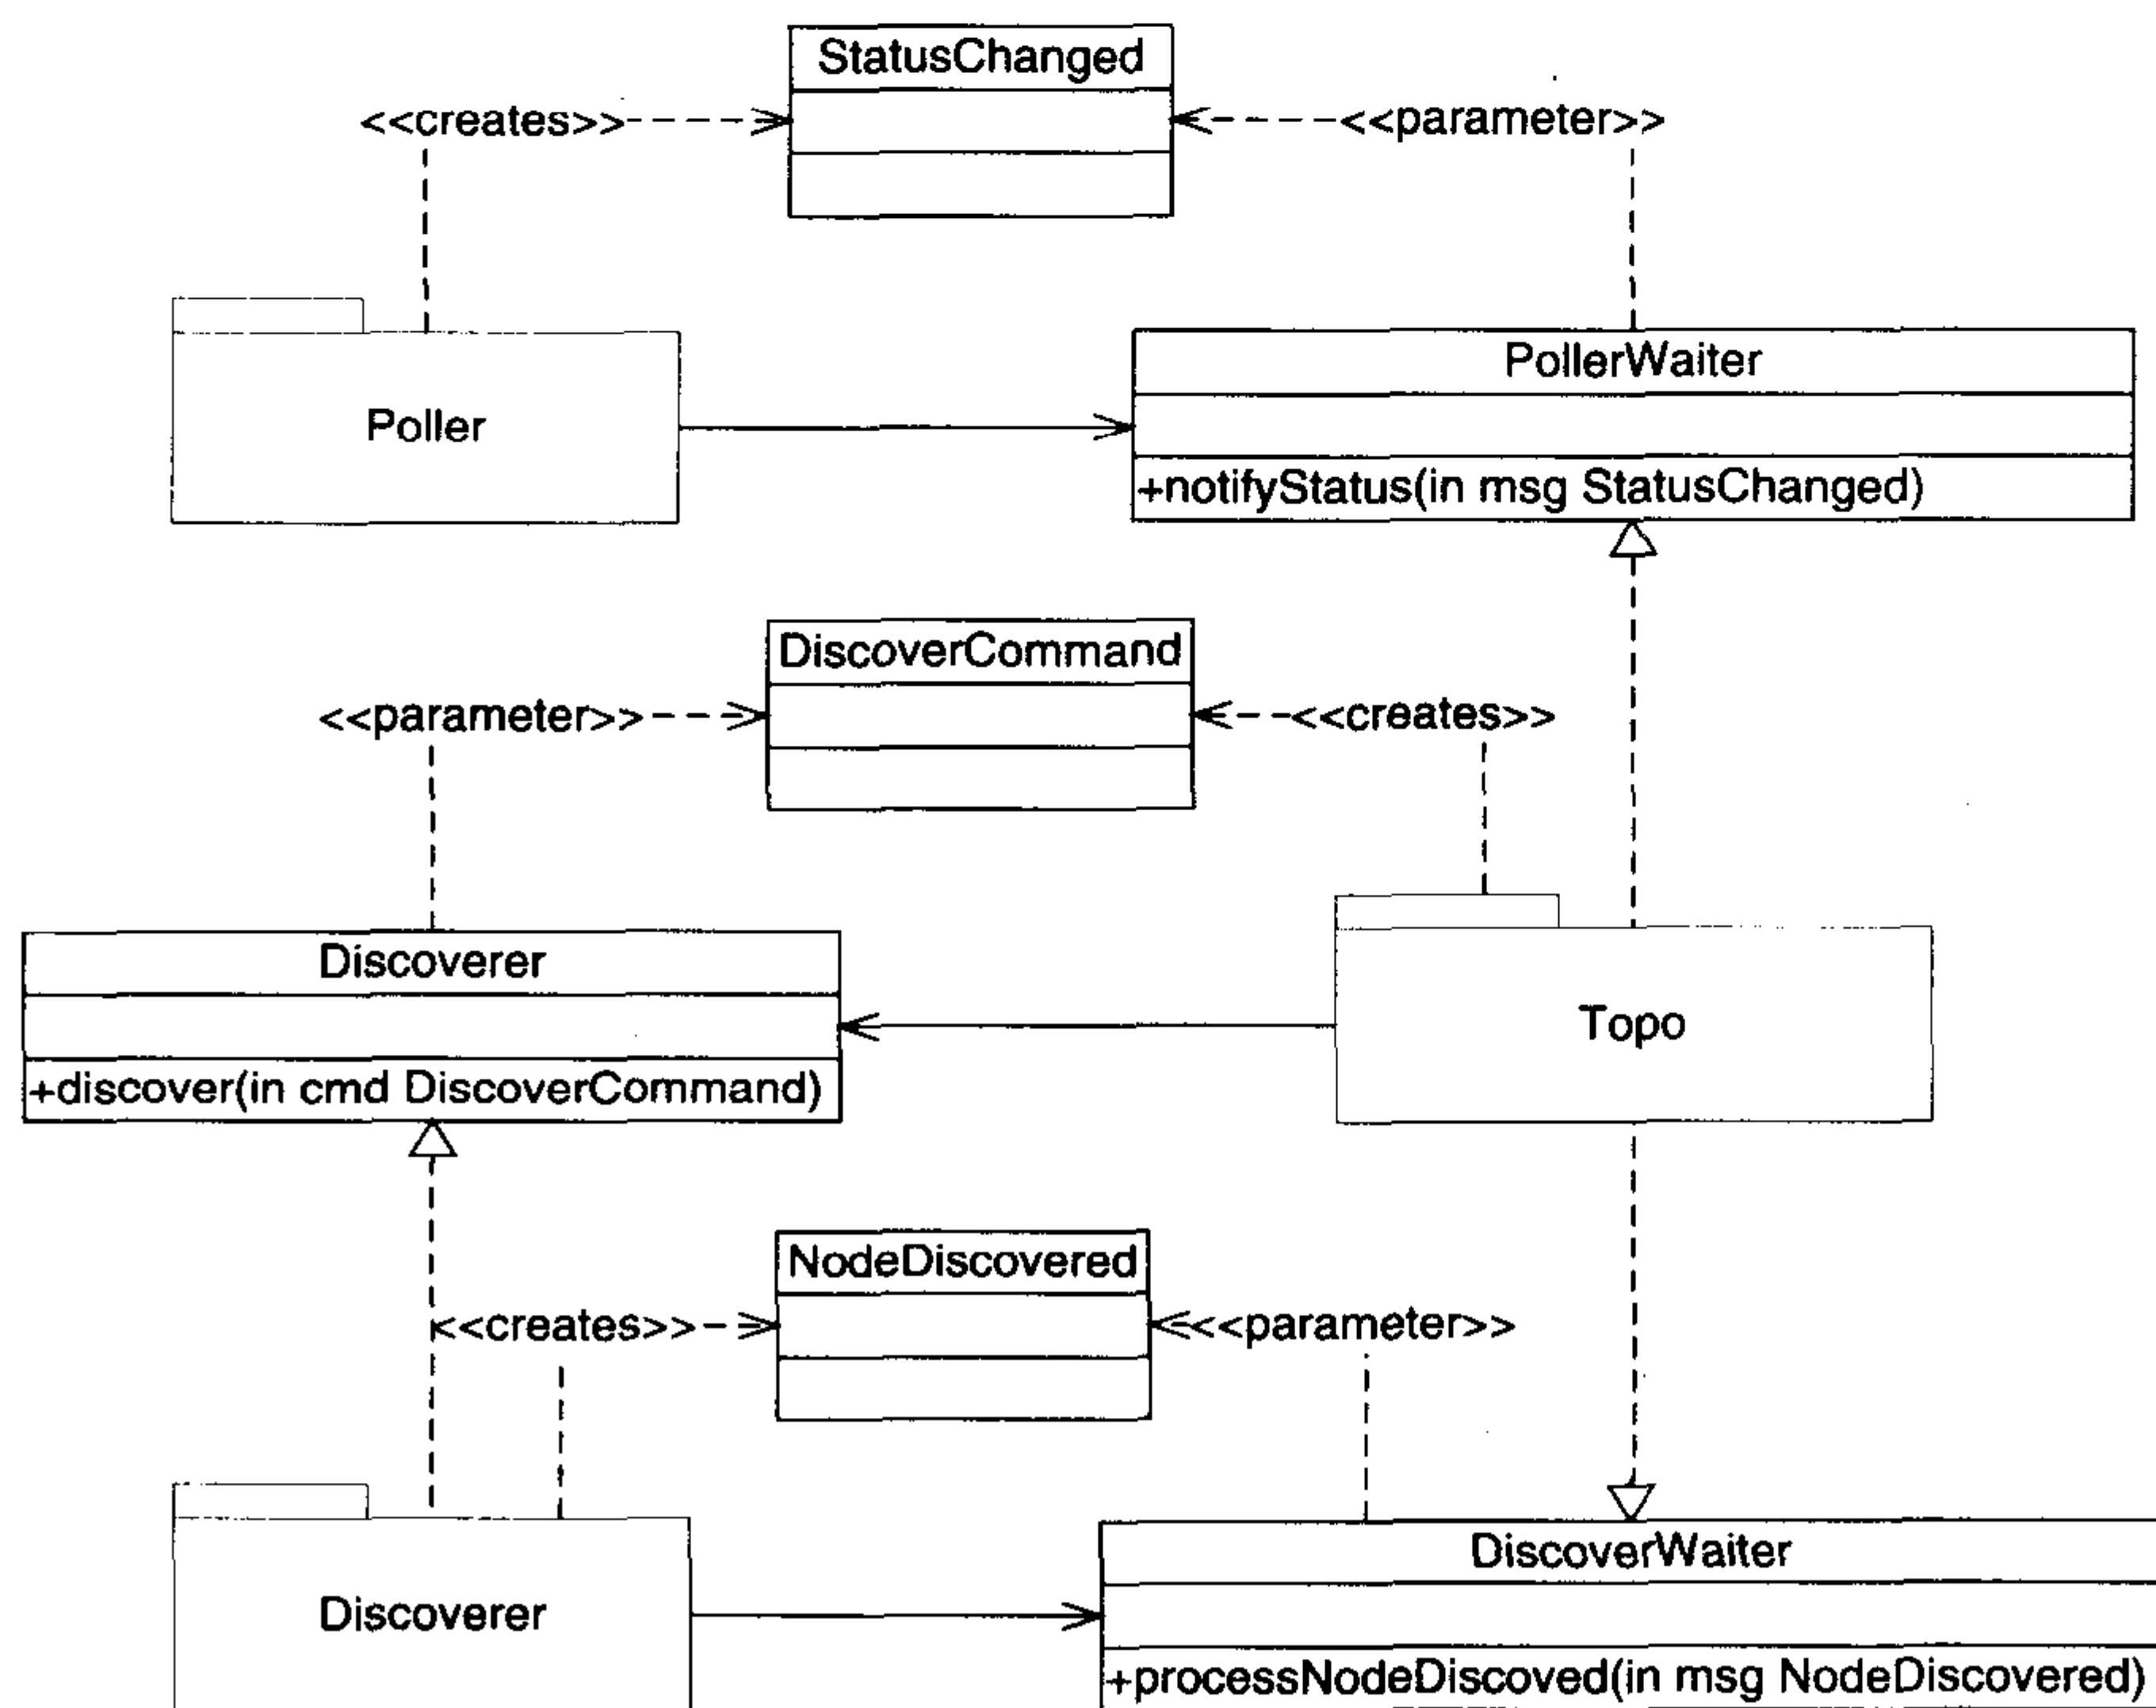 StatusChanged
<<creates>>
<<parameter>>
PollerWaiter
Poller
+notifyStatus(in msg StatusChanged)
DiscoverCommand
<<parameter>>
<<creates>>
Discoverer
Topo
+discover(in cmd DiscoverCommand)
NodeDiscovered
<<creates>>
<<parameter>>
DiscoverWaiter
Discoverer
+processNodeDiscoved(in msg NodeDiscovered)